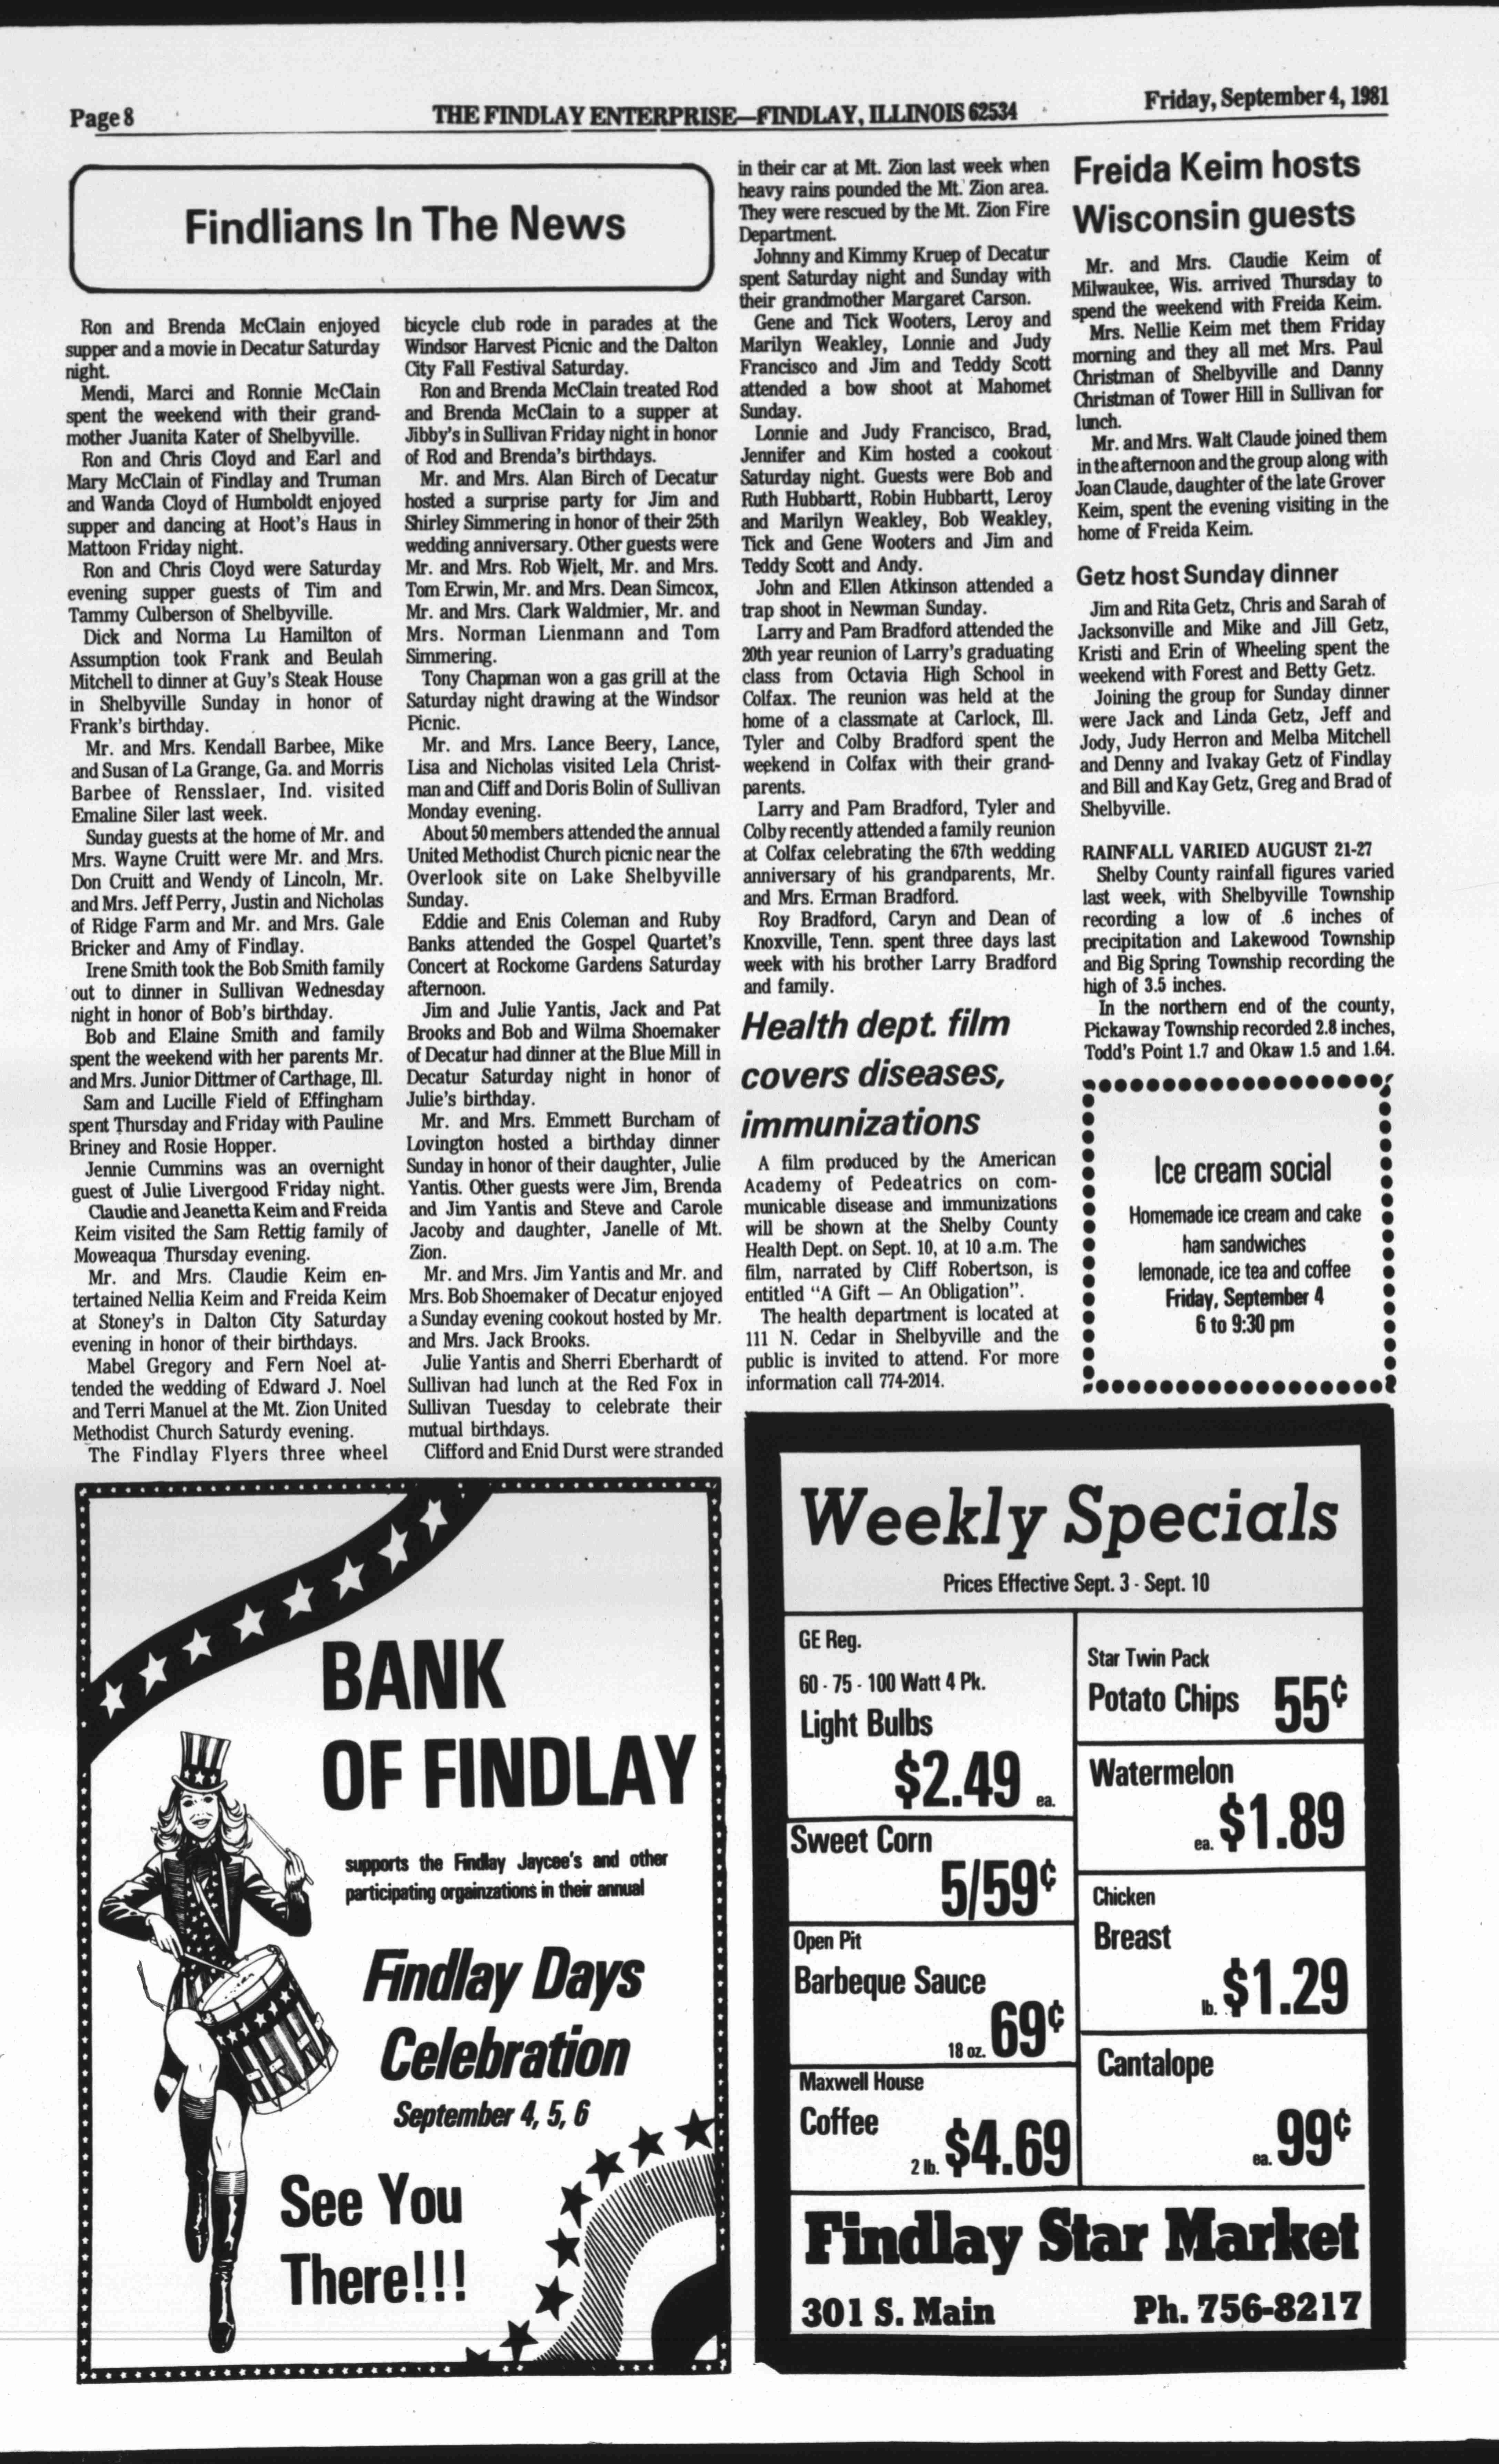 Page 8
THE FINDLAY ENTERPRISE—FINDLAY, ILLINOIS 62534
Friday, September 4, 1981
Findlians In The News
Ron and Brenda McClain enjoyed
supper and a movie in Decatur Saturday
night.
Mendi, Marci and Ronnie McClain
spent the weekend with their grand-
mother Juanita Kater of Shelbyville.
Ron and Chris Cloyd and Earl and
Mary McClain of Findlay and Truman
and Wanda Cloyd of Humboldt enjoyed
supper and dancing at Hoot's Haus in
Mattoon Friday night.
Ron and Chris Cloyd were Saturday
evening supper guests of Tim and
Tammy Culberson of Shelbyville.
Dick and Norma Lu Hamilton of
Assumption took Frank and Beulah
Mitchell to dinner at Guy's Steak House
in Shelbyville Sunday in honor of
Frank's birthday.
Mr. and Mrs. Kendall Barbee, Mike
and Susan of La Grange, Ga. and Morris
Barbee of Rensslaer, Ind. visited
Emaline Siler last week.
Sunday guests at the home of Mr. and
Mrs. Wayne Cruitt were Mr. and Mrs.
Don Cruitt and Wendy of Lincoln, Mr.
and Mrs. Jeff Perry, Justin and Nicholas
of Ridge Farm and Mr. and Mrs. Gale
Bricker and Amy of Findlay.
Irene Smith took the Bob Smith family
out to dinner in Sullivan Wednesday
night in honor of Bob's birthday.
Bob and Elaine Smith and family
spent the weekend with her parents Mr.
and Mrs. Junior Dittmer of Carthage, Ill.
Sam and Lucille Field of Effingham
spent Thursday and Friday with Pauline
Briney and Rosie Hopper.
Jennie Cummins was an overnight
guest of Julie Livergood Friday night.
Claudie and Jeanetta Keim and Freida
Keim visited the Sam Rettig family of
Moweaqua Thursday evening.
Mr. and Mrs. Claudie Keim en-
tertained Nellia Keim and Freida Keim
at Stoney's in Dalton City Saturday
evening in honor of their birthdays.
Mabel Gregory and Fern Noel at-
tended the wedding of Edward J. Noel
and Terri Manuel at the Mt. Zion United
Methodist Church Saturdy evening.
The Findlay Flyers three wheel
bicycle club rode in parades at the
Windsor Harvest Picnic and the Dalton
City Fall Festival Saturday.
Ron and Brenda McClain treated Rod
and Brenda McClain to a supper at
Jibby's in Sullivan Friday night in honor
of Rod and Brenda's birthdays.
Mr. and Mrs. Alan Birch of Decatur
hosted a surprise party for Jim and
Shirley Simmering in honor of their 25th
wedding anniversary. Other guests were
Mr. and Mrs. Rob Wielt, Mr. and Mrs.
Tom Erwin, Mr. and Mrs. Dean Simcox,
Mr. and Mrs. Clark Waldmier, Mr. and
Mrs. Norman Lienmann and Tom
Simmering.
Tony Chapman won a gas grill at the
Saturday night drawing at the Windsor
Picnic.
Mr. and Mrs. Lance Beery, Lance,
Lisa and Nicholas visited Lela Christ-
man and Cliff and Doris Bolin of Sullivan
Monday evening.
About 50 members attended the annual
United Methodist Church picnic near the
Overlook site on Lake Shelbyville
Sunday.
Eddie and Enis Coleman and Ruby
Banks attended the Gospel Quartet's
Concert at Rockome Gardens Saturday
afternoon.
Jim and Julie Yantis, Jack and Pat
Brooks and Bob and Wilma Shoemaker
of Decatur had dinner at the Blue Mill in
Decatur Saturday night in honor of
Julie's birthday.
Mr. and Mrs. Emmett Burcham of
Lovington hosted a birthday dinner
Sunday in honor of their daughter, Julie
Yantis. Other guests were Jim, Brenda
and Jim Yantis and Steve and Carole
Jacoby and daughter, Janelle of Mt.
Zion.
Mr. and Mrs. Jim Yantis and Mr. and
Mrs. Bob Shoemaker of Decatur enjoyed
a Sunday evening cookout hosted by Mr.
and Mrs. Jack Brooks.
Julie Yantis and Sherri Eberhardt of
Sullivan had lunch at the Red Fox in
Sullivan Tuesday to celebrate their
mutual birthdays.
Clifford and Enid Durst were stranded
in their car at Mt. Zion last week when
heavy rains pounded the Mt. Zion area.
They were rescued by the Mt. Zion Fire
Department.
Johnny and Kimmy Kruep of Decatur
spent Saturday night and Sunday with
their grandmother Margaret Carson.
Gene and Tick Wooters, Leroy and
Marilyn Weakley, Lonnie and Judy
Francisco and Jim and Teddy Scott
attended a bow shoot at Mahomet
Sunday.
Lonnie and Judy Francisco, Brad,
Jennifer and Kim hosted a cookout
Saturday night. Guests were Bob and
Ruth Hubbartt, Robin Hubbartt, Leroy
and Marilyn Weakley, Bob Weakley,
Tick and Gene Wooters and Jim and
Teddy Scott and Andy.
John and Ellen Atkinson attended a
trap shoot in Newman Sunday.
Larry and Pam Bradford attended the
20th year reunion of Larry's graduating
class from Octavia High School in
Colfax. The reunion was held at the
home of a classmate at Carlock, Ill.
Tyler and Colby Bradford spent the
weekend in Colfax with their grand-
parents.
Larry and Pam Bradford, Tyler and
Colby recently attended a family reunion
at Colfax celebrating the 67th wedding
anniversary of his grandparents, Mr.
and Mrs. Erman Bradford.
Roy Bradford, Caryn and Dean of
Knoxville, Tenn. spent three days last
week with his brother Larry Bradford
and family.
Health dept. film
covers diseases,
immunizations
A film produced by the American
Academy of Pedeatrics on com-
municable disease and immunizations
will be shown at the Shelby County
Health Dept. on Sept. 10, at 10 a.m. The
film, narrated by Cliff Robertson, is
entitled "A Gift — An Obligation".
The health department is located at
111 N. Cedar in Shelbyville and the
public is invited to attend. For more
information call 774-2014.
Freida Keim hosts
Wisconsin guests
Mr. and Mrs. Claudie Keim of
Milwaukee, Wis. arrived Thursday to
spend the weekend with Freida Keim.
Mrs. Nellie Keim met them Friday
morning and they all met Mrs. Paul
Christman of Shelbyville and Danny
Christman of Tower Hill in Sullivan for
lunch.
Mr. and Mrs. Walt Claude joined them
in the afternoon and the group along with
Joan Claude, daughter of the late Grover
Keim, spent the evening visiting in the
home of Freida Keim.
Getz host Sunday dinner
Jim and Rita Getz, Chris and Sarah of
Jacksonville and Mike and Jill Getz,
Kristi and Erin of Wheeling spent the
weekend with Forest and Betty Getz.
Joining the group for Sunday dinner
were Jack and Linda Getz, Jeff and
Jody, Judy Herron and Melba Mitchell
and Denny and Ivakay Getz of Findlay
and Bill and Kay Getz, Greg and Brad of
Shelbyville.
RAINFALL VARIED AUGUST 21-27
Shelby County rainfall figures varied
last week, with Shelbyville Township
recording a low of .6 inches of
precipitation and Lakewood Township
and Big Spring Township recording the
high of 3.5 inches.
In the northern end of the county,
Pickaway Township recorded 2.8 inches,
Todd's Point 1.7 and Okaw 1.5 and 1.64.
Ice cream social
Homemade ice cream and cake
ham sandwiches
lemonade, ice tea and coffee
Friday, September 4
6 to 9:30 pm
BANK
OF FINDLAY
supports the Findlay Jaycee's and other
participating orgainzations in their annual
Findlay Days
Celebration
September 4, 5, 6
See You
There!!!
Weekly Specials
Prices Effective Sept. 3 - Sept. 10
GE Reg.
60 - 75 - 100 Watt 4 Pk.
Light Bulbs
$2.49 ea.
Sweet Corn
5/59¢
Open Pit
Barbeque Sauce
18 oz. 69¢
Maxwell House
Coffee
2 lb. $4.69
Star Twin Pack
Potato Chips 55¢
Watermelon
ea. $1.89
Chicken
Breast
lb. $1.29
Cantalope
ea. 99¢
Findlay Star Market
301 S. Main Ph. 756-8217